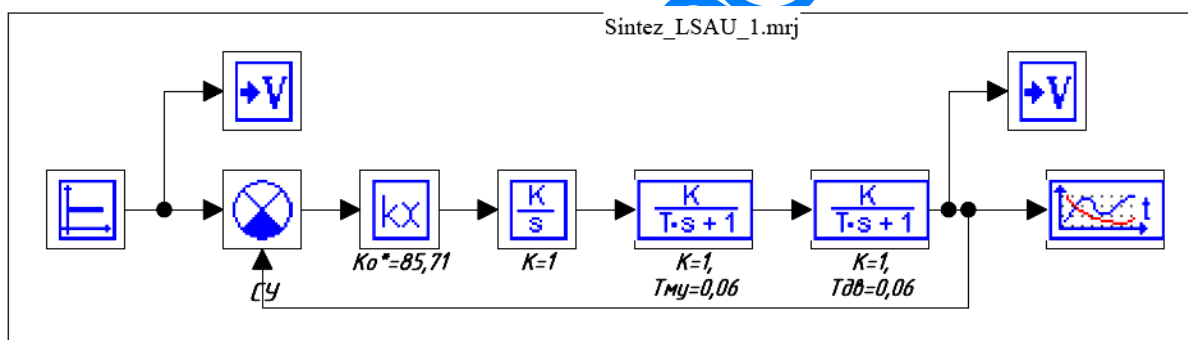 Sintez_LSAU_1.mrj
V
V
kx
K
s
K
T·s+1
K
T·s+1
t
Ko*=85,71
K=1
K=1,
Tму=0,06
K=1,
Tдв=0,06
СУ